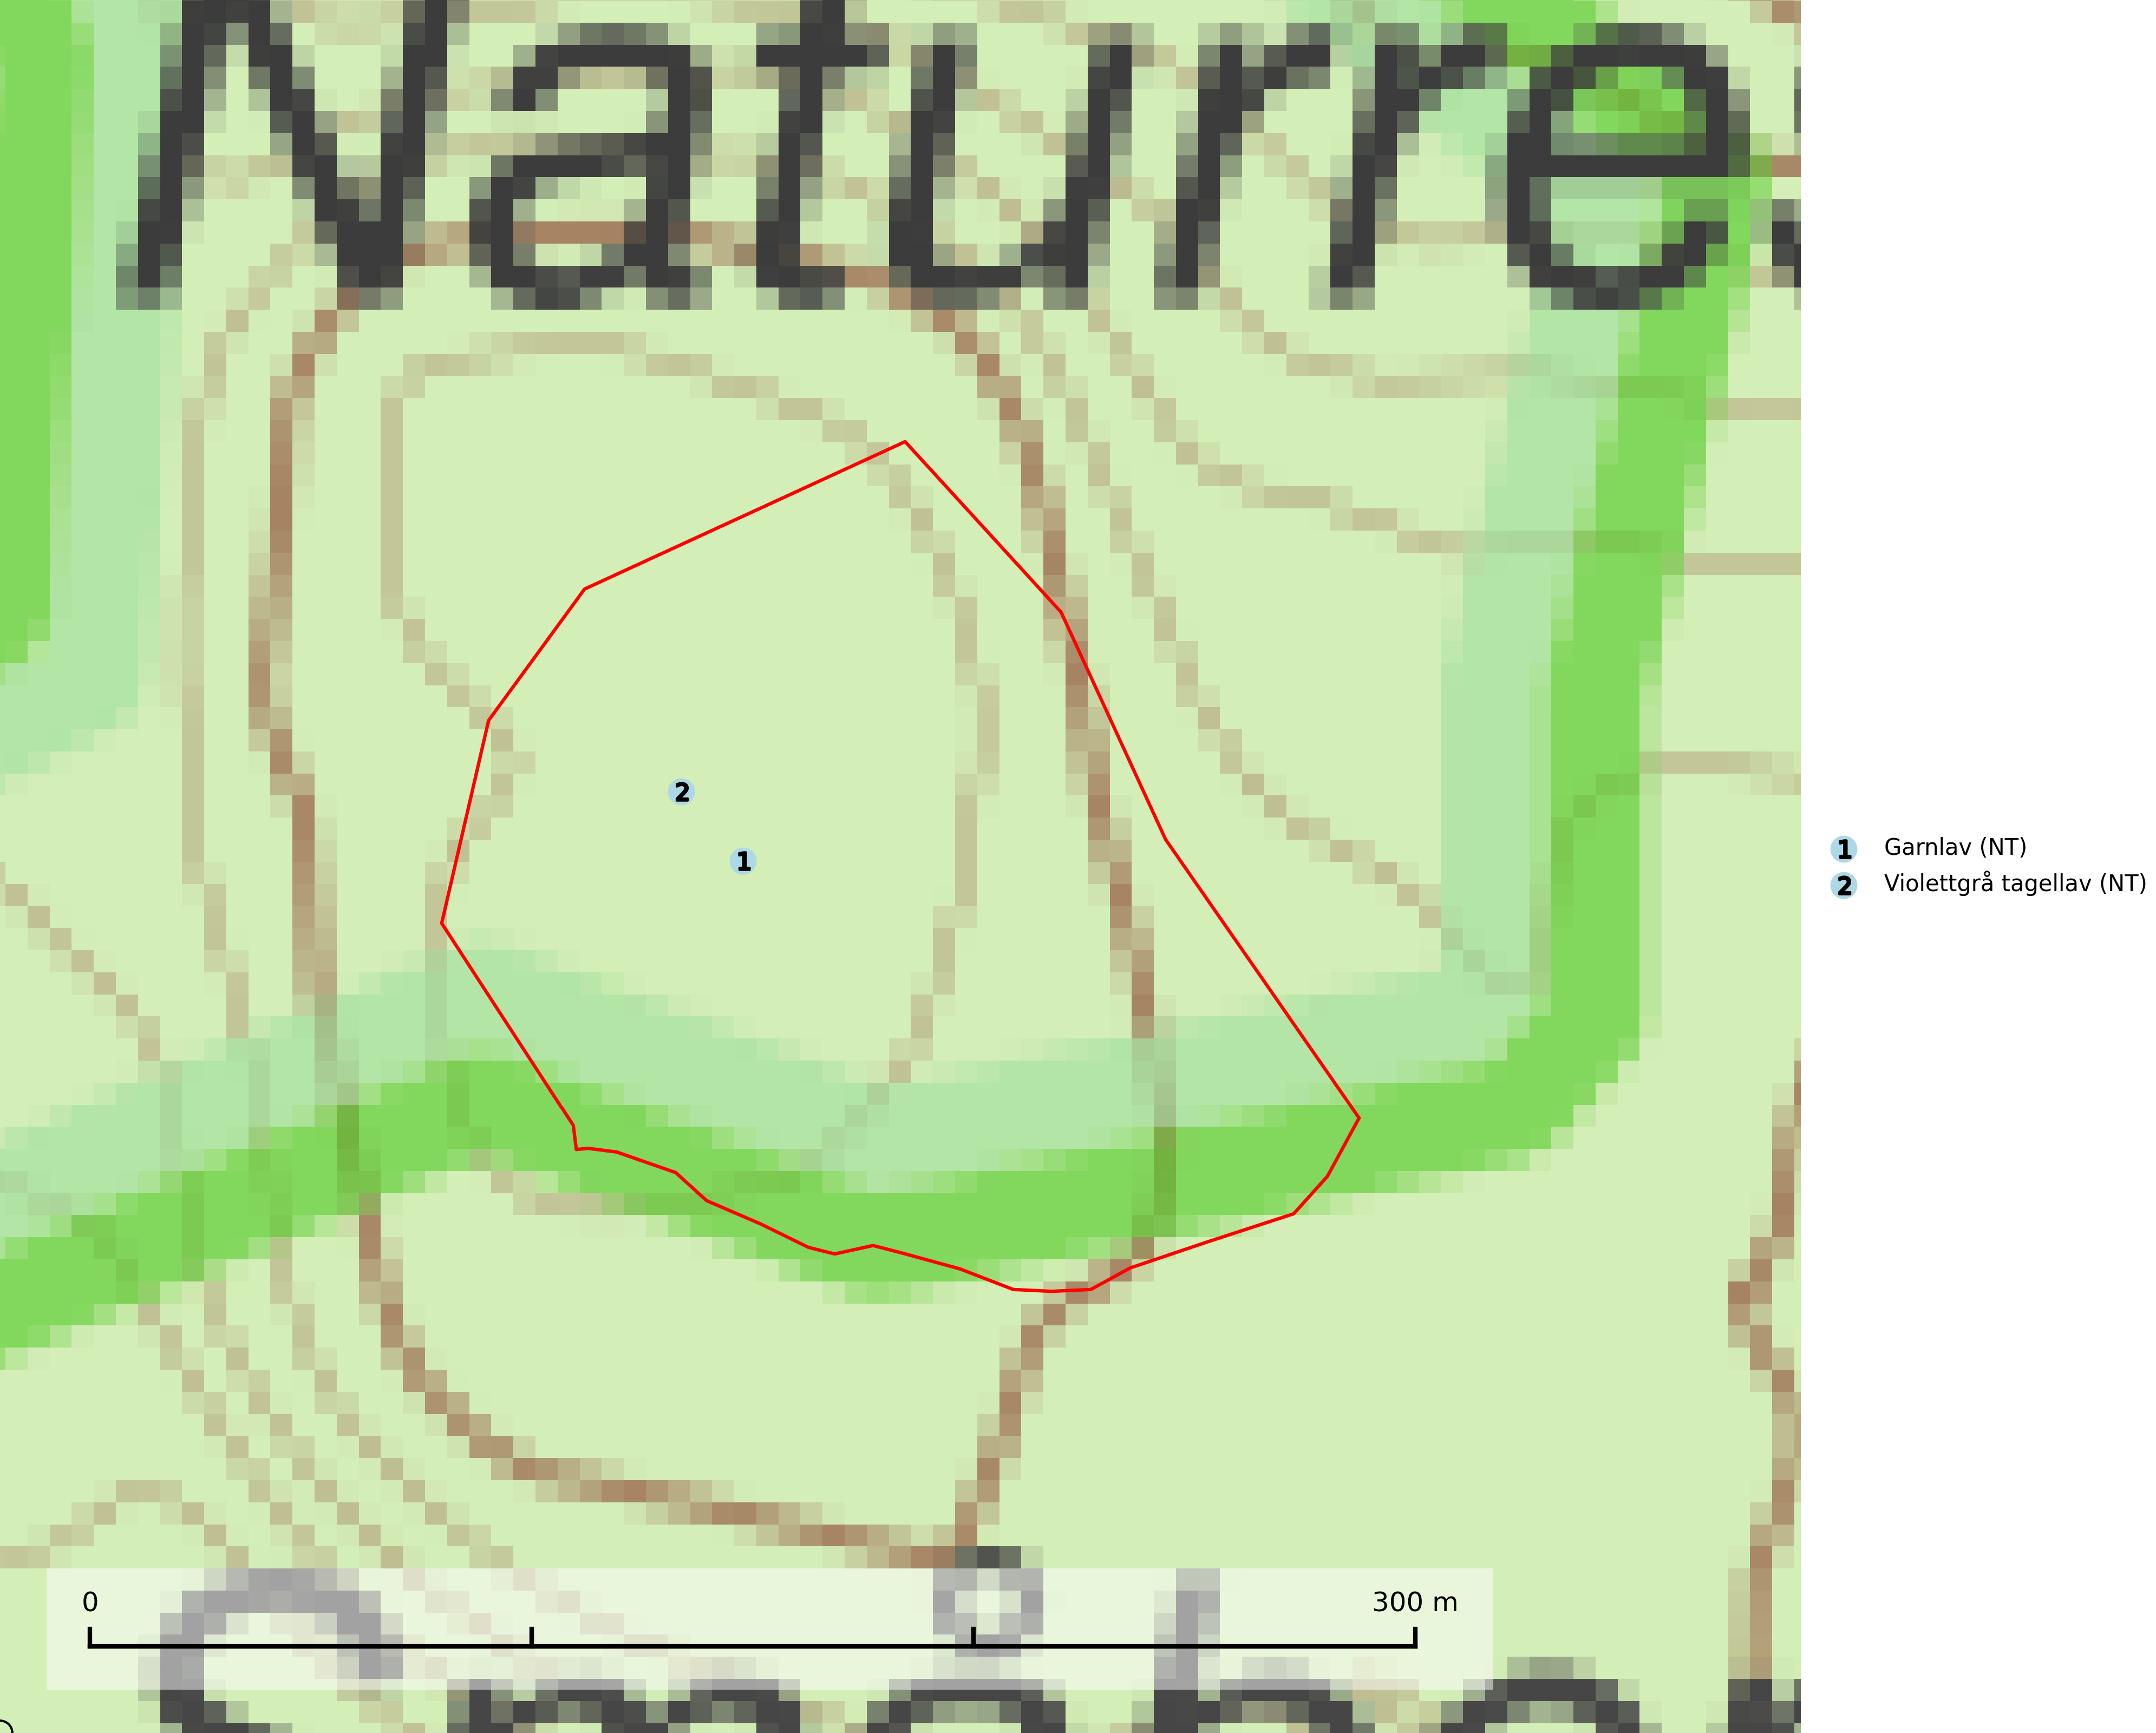 Naturre
1 Garnlav (NT)
2 Violettgrå tagellav (NT)
2
1
0 300 m